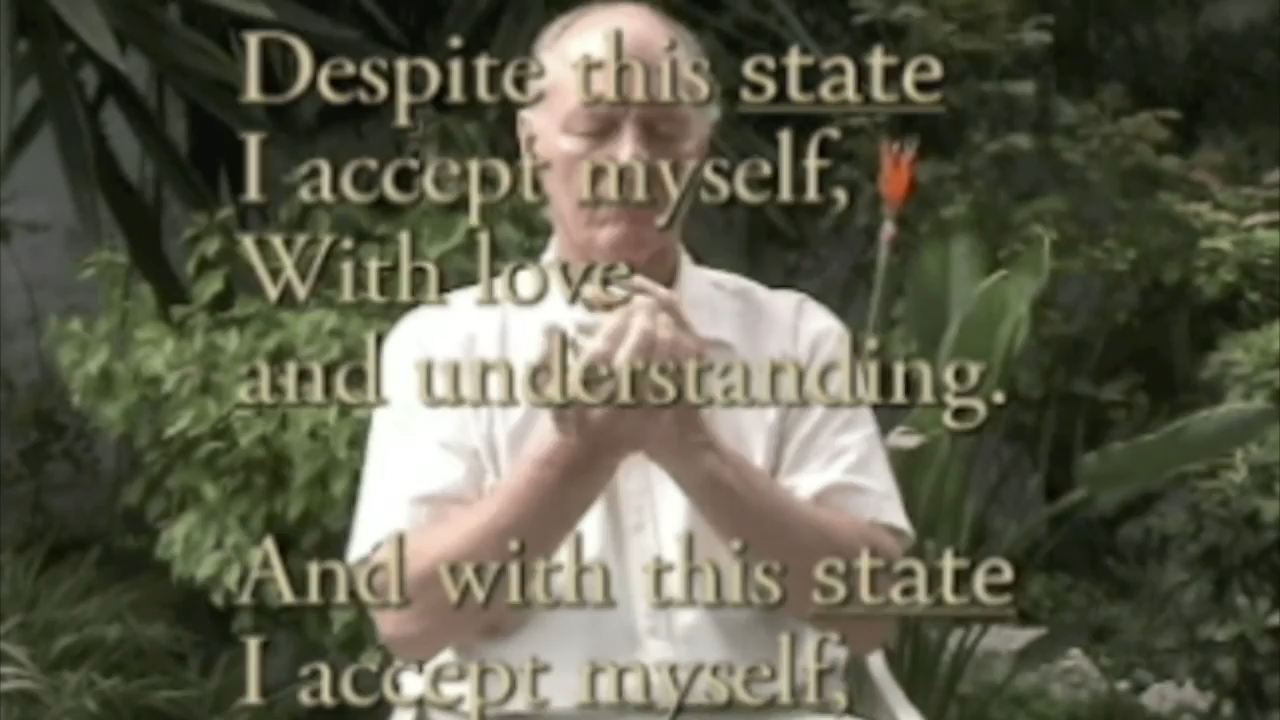 Despite this state
I accept myself,
With love
and understanding.
And with this state
I accept myself,